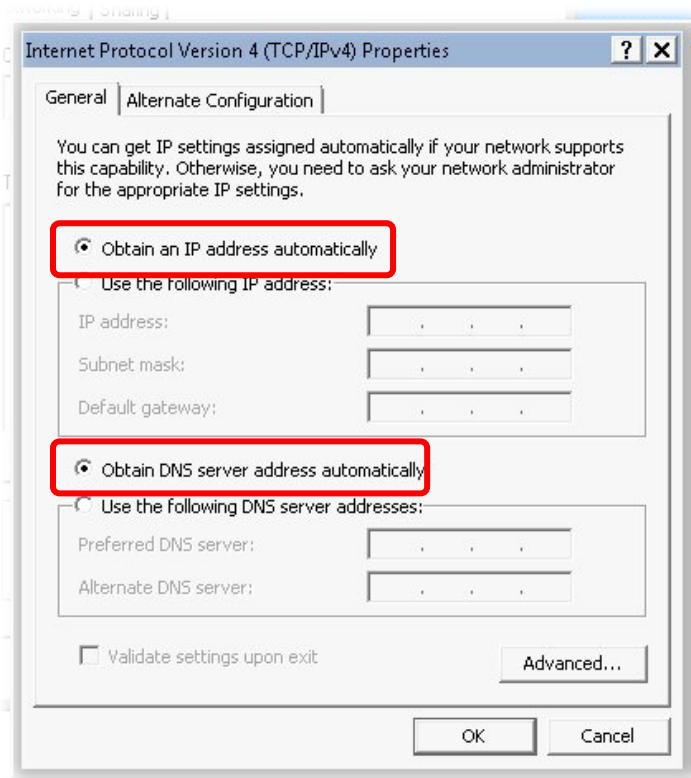 Internet Protocol Version 4 (TCP/IPv4) Properties
General
Alternate Configuration
You can get IP settings assigned automatically if your network supports
this capability. Otherwise, you need to ask your network administrator
for the appropriate IP settings.
Obtain an IP address automatically
Use the following IP address:
IP address:
Subnet mask:
Default gateway:
Obtain DNS server address automatically
Use the following DNS server addresses:
Preferred DNS server:
Alternate DNS server:
Validate settings upon exit
Advanced...
OK
Cancel